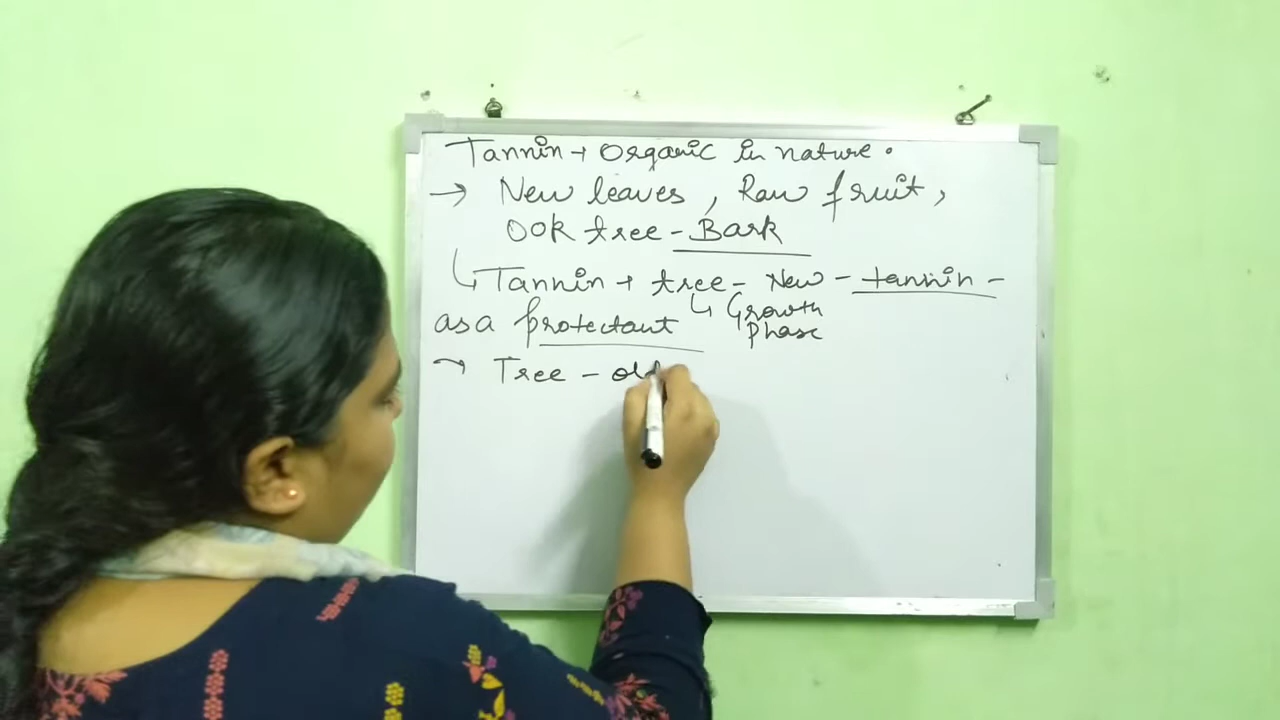 Tannin → Organic in nature.
→ New leaves, Raw fruit,
Ook tree - Bark
↳ Tannin → tree - New - tannin -
↳ Growth
as a protectant
Phase
→ Tree - old